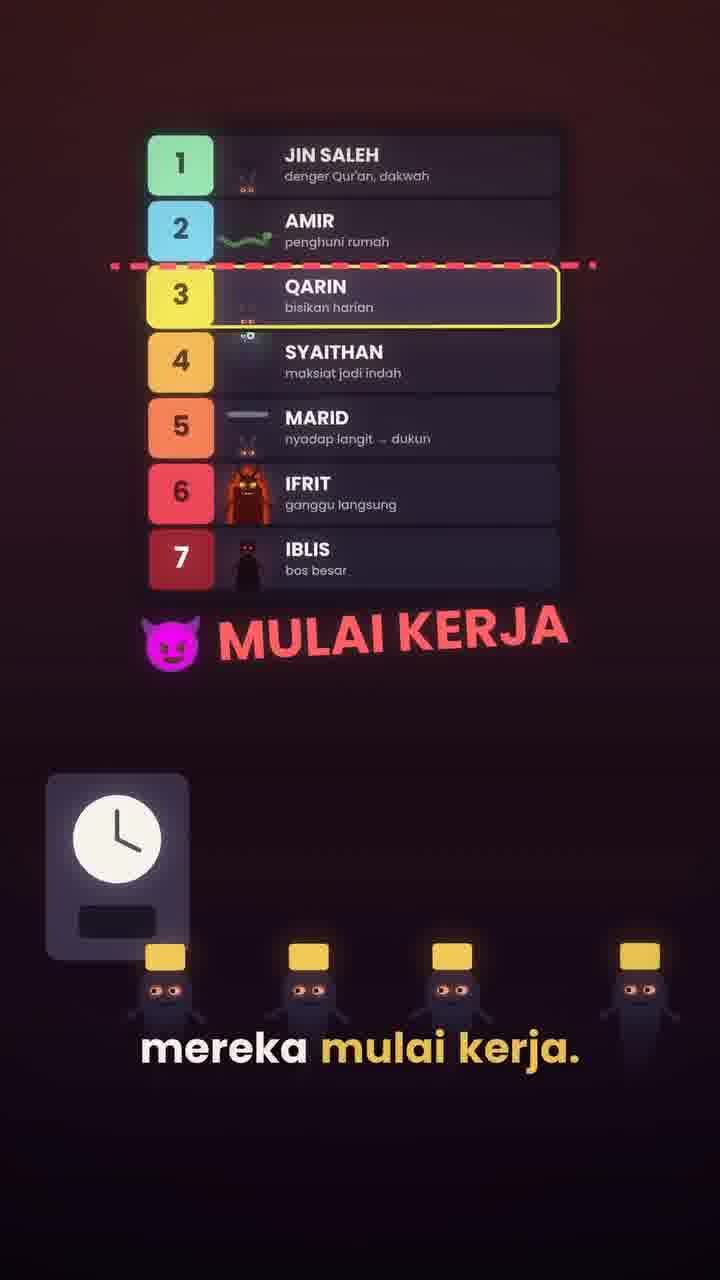 1
JIN SALEH
denger Qur'an, dakwah
2
AMIR
penghuni rumah
3
QARIN
bisikan harian
4
SYAITHAN
maksiat jadi indah
5
MARID
nyadap langit → dukun
6
IFRIT
ganggu langsung
7
IBLIS
bos besar
😈 MULAI KERJA
mereka mulai kerja.